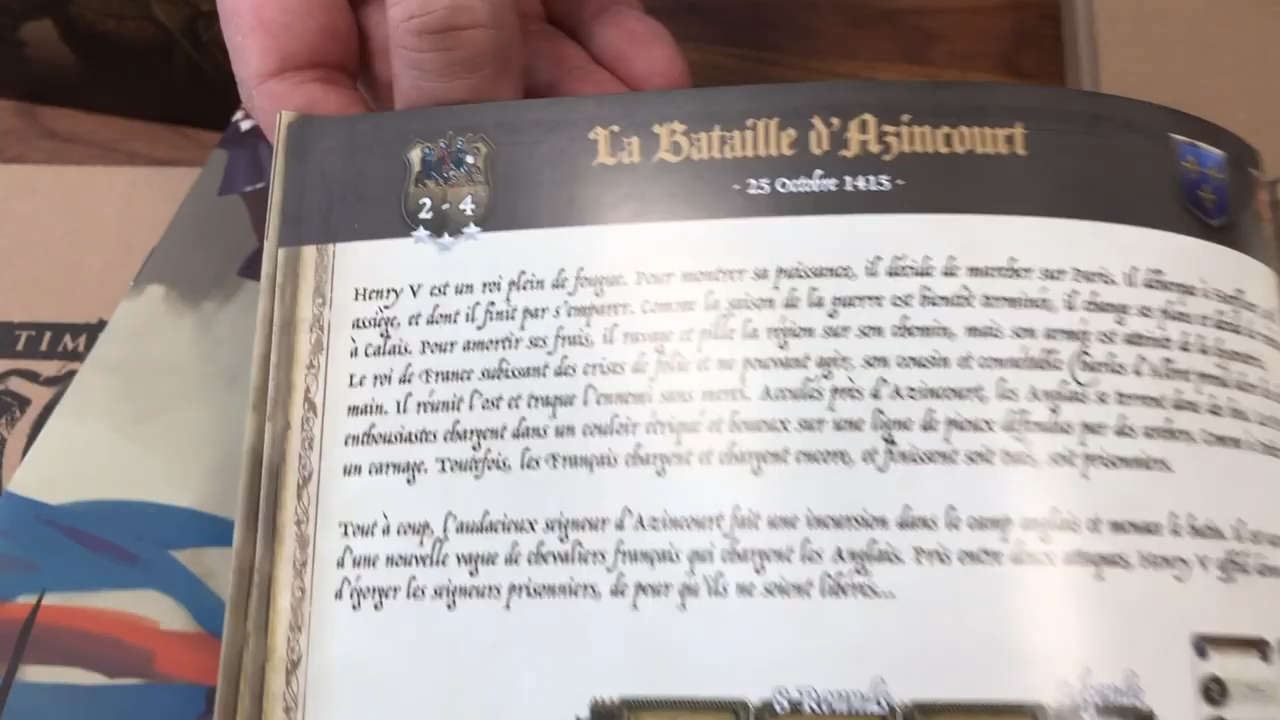 La Bataille d'Azincourt
- 25 Octobre 1415 -
2 - 4
TIM
Henry V est un roi plein de fougue. Pour montrer sa puissance, il décide de marcher sur Paris. Il
assiège, et dont il finit par s'emparer. Comme la saison de la guerre est bientôt terminée, il change
à Calais. Pour amortir ses frais, il ravage et pille la région sur son chemin, mais son armée est
Le roi de France subissant des crises de folie et ne pouvant agir, son cousin et connétable Charles d'Albret
main. Il réunit l'ost et traque l'ennemi sans merci. Acculés près d'Azincourt, les Anglais se
enthousiastes chargent dans un couloir étriqué et boueux sur une ligne de pieux défendus par des archers.
un carnage. Toutefois, les Français chargent et chargent encore, et finissent soit tués, soit prisonniers.
Tout à coup, l'audacieux seigneur d'Azincourt fait une incursion dans le camp anglais et
d'une nouvelle vague de chevaliers français qui chargent les Anglais. Pris entre deux attaques, Henry V
d'égorger les seigneurs prisonniers, de peur qu'ils ne soient libérés...
8 Rounds